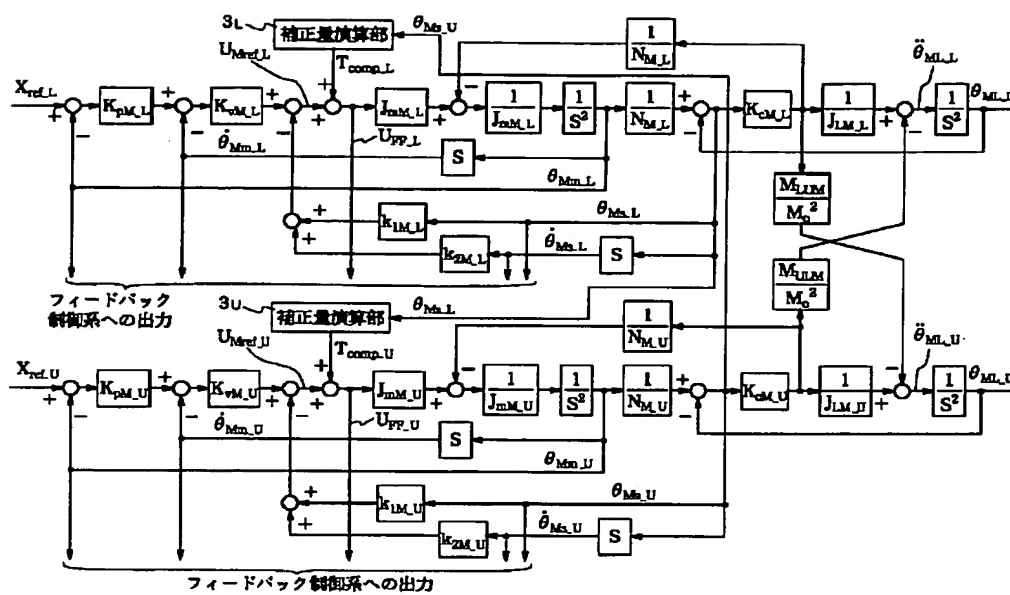 3L
補正量演算部
θMs_U
UMref_L
Tcomp_L
1
NM_L
θ̈ML_L
Xref_L
+
−
KpM_L
+
−
KvM_L
+
−
+
+
JmM_L
+
−
1
JmM_L
1
S²
1
NM_L
+
−
KcM_L
1
JLM_L
+
−
1
S²
θML_L
θ̇Mm_L
UFF_L
S
θMm_L
MLUM
Mo²
+
+
k1M_L
θMs_L
k2M_L
θ̇Ms_L
S
MULM
Mo²
フィードバック
制御系への出力
3U
補正量演算部
θMs_L
UMref_U
Tcomp_U
1
NM_U
θ̈ML_U
Xref_U
+
−
KpM_U
+
−
KvM_U
+
−
+
+
JmM_U
+
−
1
JmM_U
1
S²
1
NM_U
+
−
KcM_U
1
JLM_U
−
+
1
S²
θML_U
θ̇Mm_U
UFF_U
S
θMm_U
+
+
k1M_U
θMs_U
k2M_U
θ̇Ms_U
S
フィードバック制御系への出力